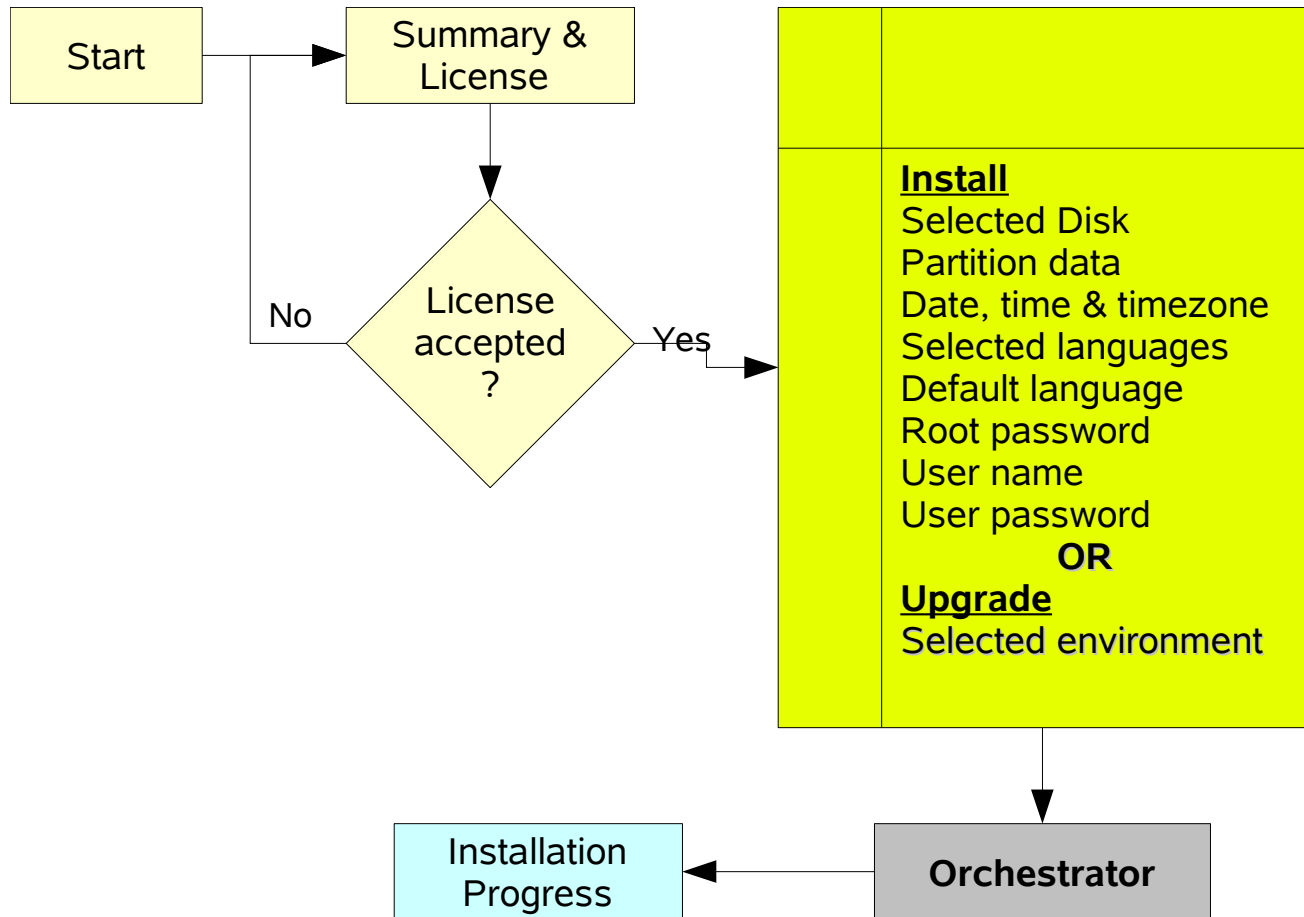 Start
Summary &
License
License
accepted
?
No
Yes
Install
Selected Disk
Partition data
Date, time & timezone
Selected languages
Default language
Root password
User name
User password
OR
Upgrade
Selected environment
Installation
Progress
Orchestrator